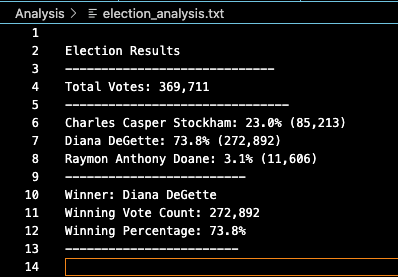 Analysis > election_analysis.txt
1
2 Election Results
3 -----------------------------
4 Total Votes: 369,711
5 -------------------------------
6 Charles Casper Stockham: 23.0% (85,213)
7 Diana DeGette: 73.8% (272,892)
8 Raymon Anthony Doane: 3.1% (11,606)
9 -------------------------
10 Winner: Diana DeGette
11 Winning Vote Count: 272,892
12 Winning Percentage: 73.8%
13 ------------------------
14